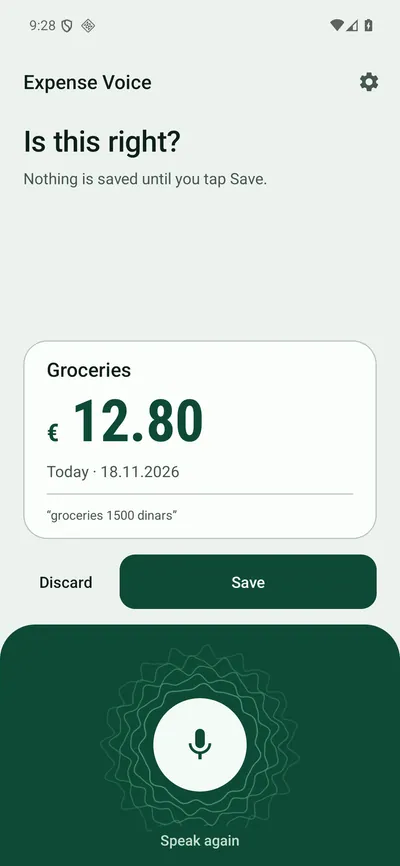 9:28
Expense Voice
Is this right?
Nothing is saved until you tap Save.
Groceries
€ 12.80
Today · 18.11.2026
“groceries 1500 dinars”
Discard
Save
Speak again